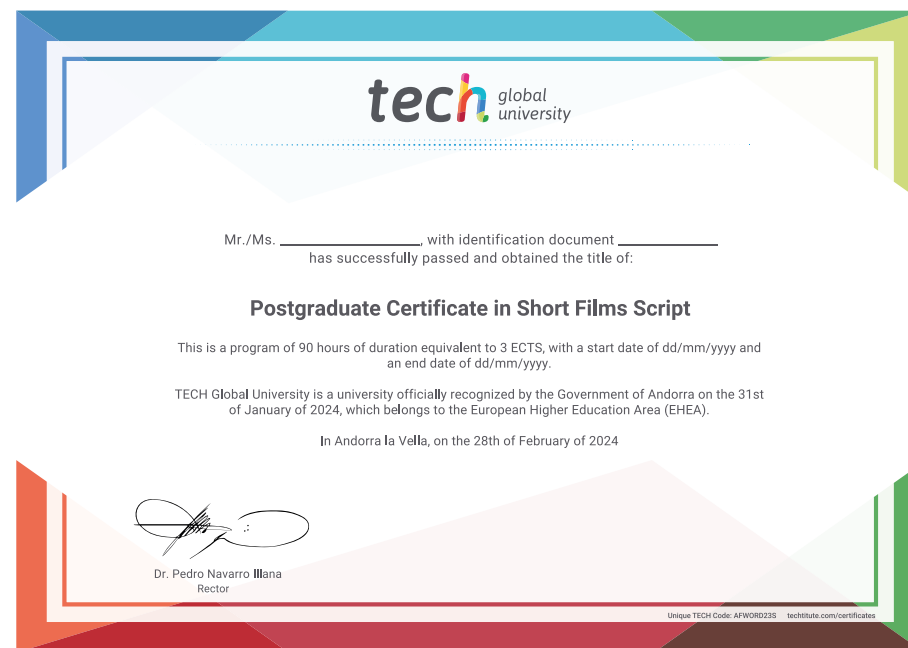 tech global
university
Mr./Ms. ____________________, with identification document ______________
has successfully passed and obtained the title of:
Postgraduate Certificate in Short Films Script
This is a program of 90 hours of duration equivalent to 3 ECTS, with a start date of dd/mm/yyyy and
an end date of dd/mm/yyyy.
TECH Global University is a university officially recognized by the Government of Andorra on the 31st
of January of 2024, which belongs to the European Higher Education Area (EHEA).
In Andorra la Vella, on the 28th of February of 2024
Dr. Pedro Navarro Illana
Rector
Unique TECH Code: AFWORD23S techtitute.com/certificates